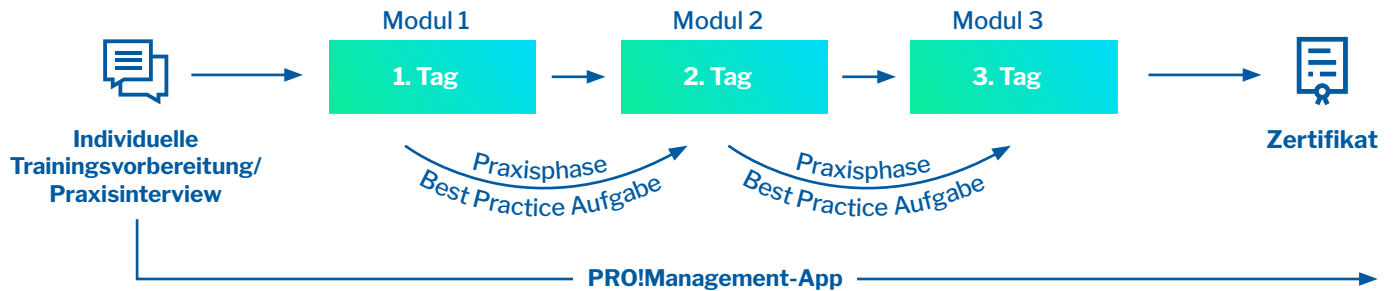 Modul 1
Modul 2
Modul 3
1. Tag
2. Tag
3. Tag
Individuelle
Trainingsvorbereitung/
Praxisinterview
Zertifikat
Praxisphase
Best Practice Aufgabe
Praxisphase
Best Practice Aufgabe
PRO!Management-App